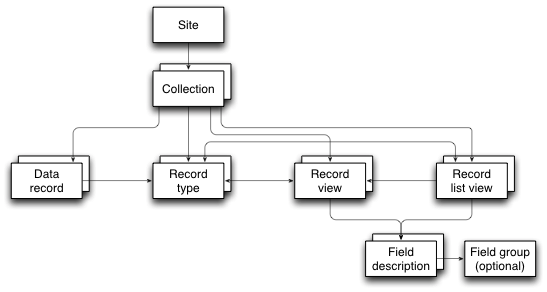 Site
Collection
Data
record
Record
type
Record
view
Record
list view
Field
description
Field group
(optional)